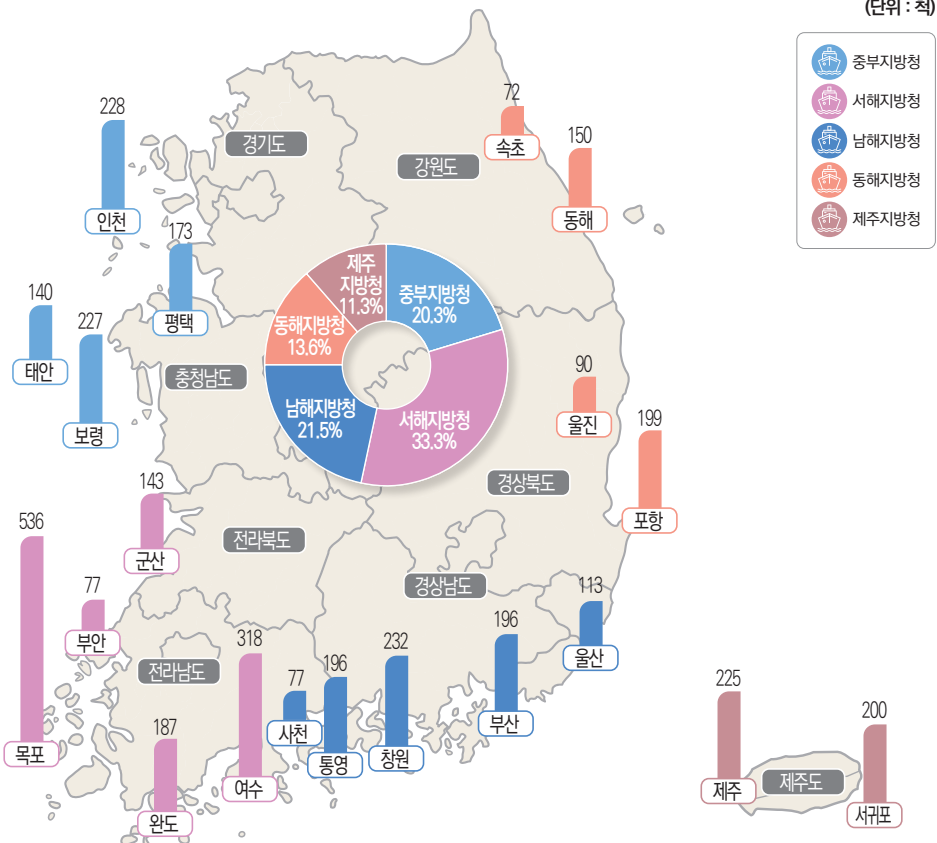 (단위 : 척)
중부지방청
서해지방청
남해지방청
동해지방청
제주지방청
228
인천
경기도
강원도
72
속초
150
동해
173
평택
140
태안
227
보령
충청남도
제주
지방청
11.3%
중부지방청
20.3%
동해지방청
13.6%
남해지방청
21.5%
서해지방청
33.3%
90
울진
199
포항
경상북도
143
군산
536
목포
77
부안
전라북도
경상남도
113
울산
전라남도
187
완도
318
여수
77
사천
196
통영
232
창원
196
부산
225
제주
제주도
200
서귀포